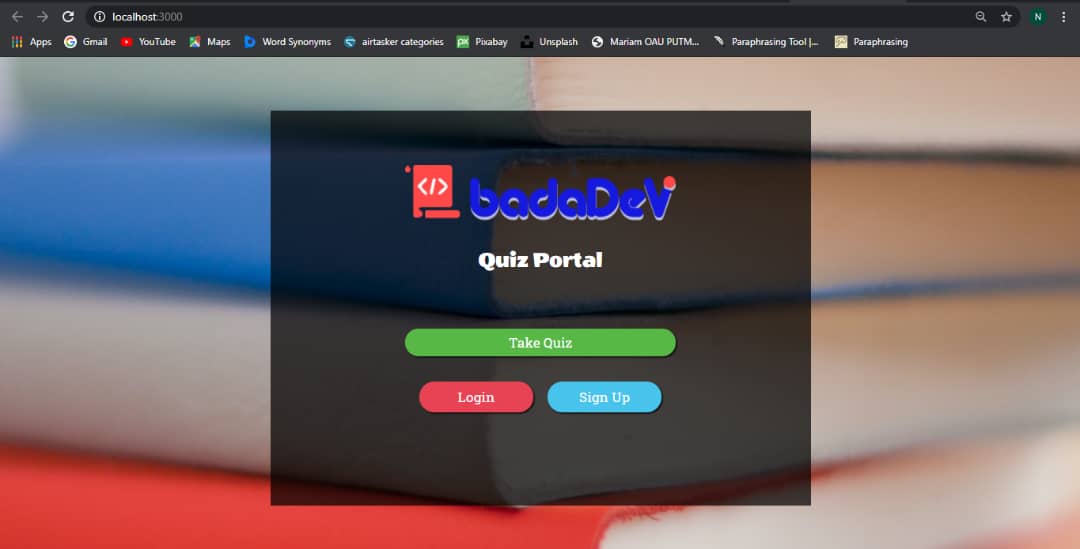 localhost:3000
N
Apps Gmail YouTube Maps Word Synonyms airtasker categories Pixabay Unsplash Mariam OAU PUTM... Paraphrasing Tool |... Paraphrasing
</> badaDeV
Quiz Portal
Take Quiz
Login Sign Up